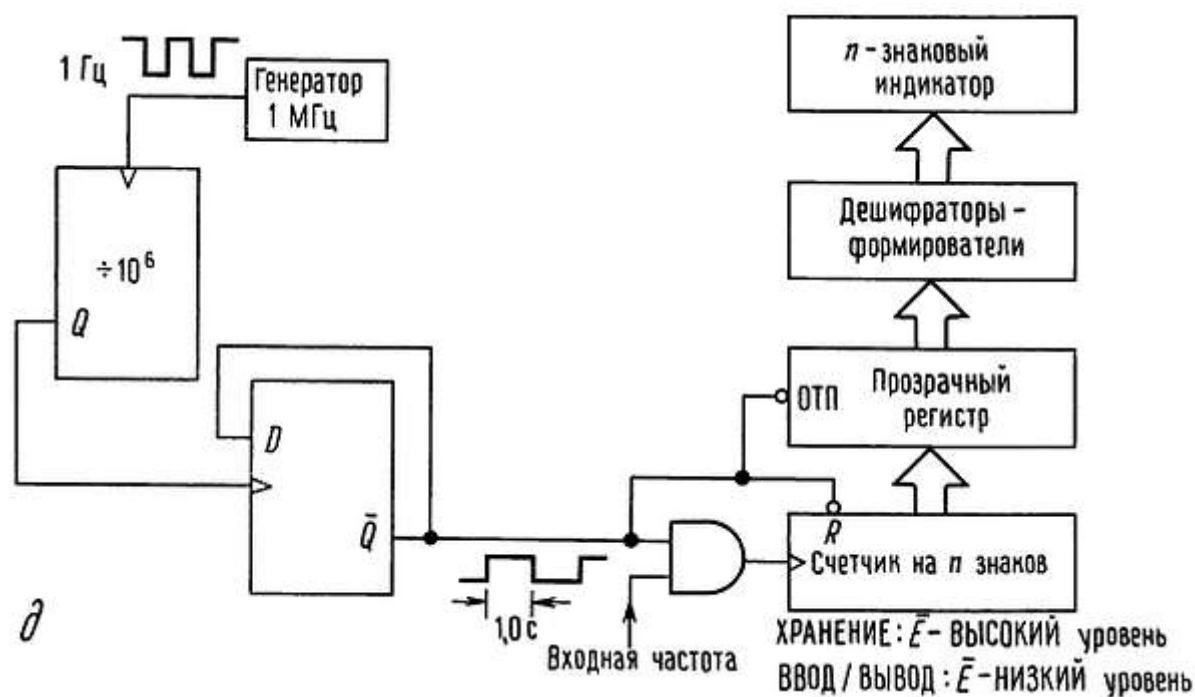 1 Гц
Генератор
1 МГц
÷10⁶
Q
D
Q̄
1,0 с
Входная частота
n-знаковый
индикатор
Дешифраторы-
формирователи
ОТП
Прозрачный
регистр
R̄
Счетчик на n знаков
ХРАНЕНИЕ: Ē- ВЫСОКИЙ уровень
ВВОД / ВЫВОД: Ē-НИЗКИЙ уровень
д